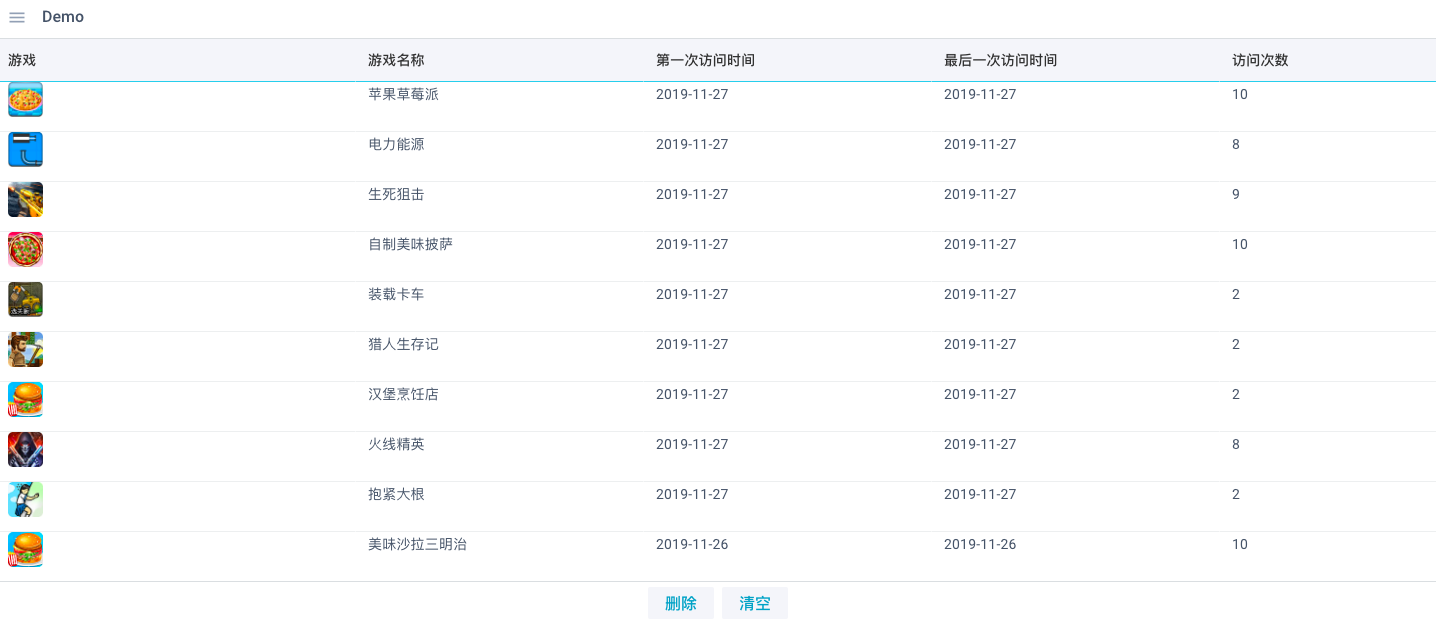 Demo
游戏 游戏名称 第一次访问时间 最后一次访问时间 访问次数
苹果草莓派 2019-11-27 2019-11-27 10
电力能源 2019-11-27 2019-11-27 8
生死狙击 2019-11-27 2019-11-27 9
自制美味披萨 2019-11-27 2019-11-27 10
装载卡车 2019-11-27 2019-11-27 2
猎人生存记 2019-11-27 2019-11-27 2
汉堡烹饪店 2019-11-27 2019-11-27 2
火线精英 2019-11-27 2019-11-27 8
抱紧大根 2019-11-27 2019-11-27 2
美味沙拉三明治 2019-11-26 2019-11-26 10
删除 清空